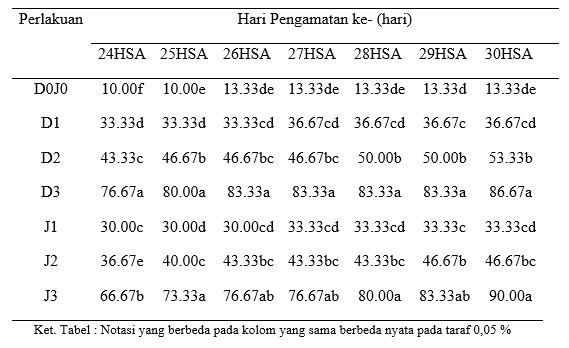 Perlakuan Hari Pengamatan ke- (hari)
24HSA 25HSA 26HSA 27HSA 28HSA 29HSA 30HSA
D0J0 10.00f 10.00e 13.33de 13.33de 13.33de 13.33d 13.33de
D1 33.33d 33.33d 33.33cd 36.67cd 36.67cd 36.67c 36.67cd
D2 43.33c 46.67b 46.67bc 46.67bc 50.00b 50.00b 53.33b
D3 76.67a 80.00a 83.33a 83.33a 83.33a 83.33a 86.67a
J1 30.00c 30.00d 30.00cd 33.33cd 33.33cd 33.33c 33.33cd
J2 36.67e 40.00c 43.33bc 43.33bc 43.33bc 46.67b 46.67bc
J3 66.67b 73.33a 76.67ab 76.67ab 80.00a 83.33ab 90.00a
Ket. Tabel : Notasi yang berbeda pada kolom yang sama berbeda nyata pada taraf 0,05 %